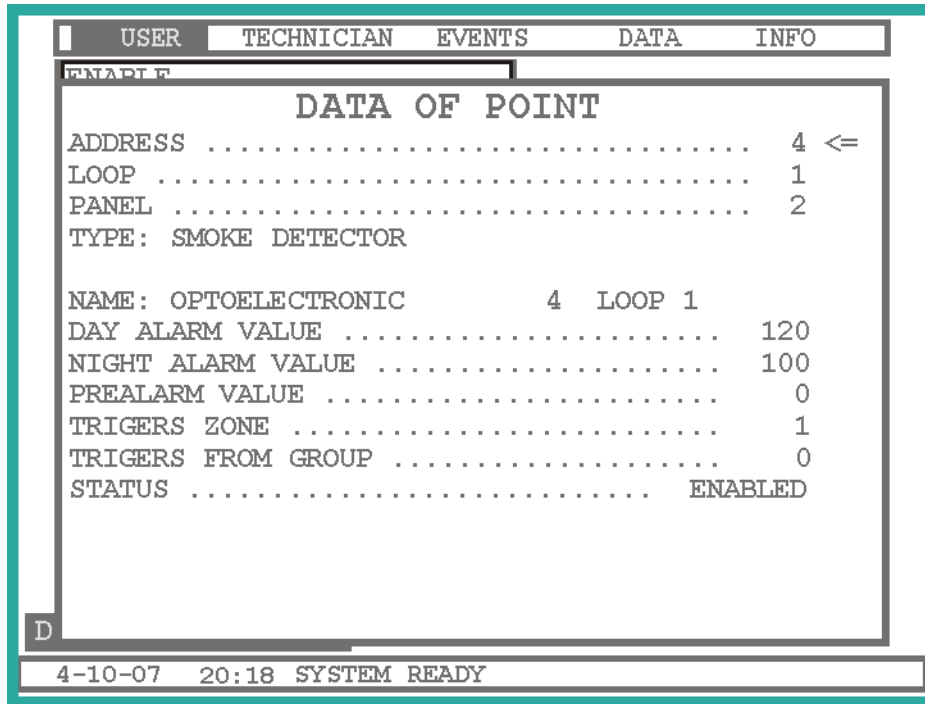 USER TECHNICIAN EVENTS DATA INFO
ENABLE
DATA OF POINT
ADDRESS ................................. 4 <=
LOOP .................................... 1
PANEL ................................... 2
TYPE: SMOKE DETECTOR
NAME: OPTOELECTRONIC 4 LOOP 1
DAY ALARM VALUE ....................... 120
NIGHT ALARM VALUE ..................... 100
PREALARM VALUE ........................ 0
TRIGERS ZONE .......................... 1
TRIGERS FROM GROUP .................... 0
STATUS ............................ ENABLED
D
4-10-07 20:18 SYSTEM READY